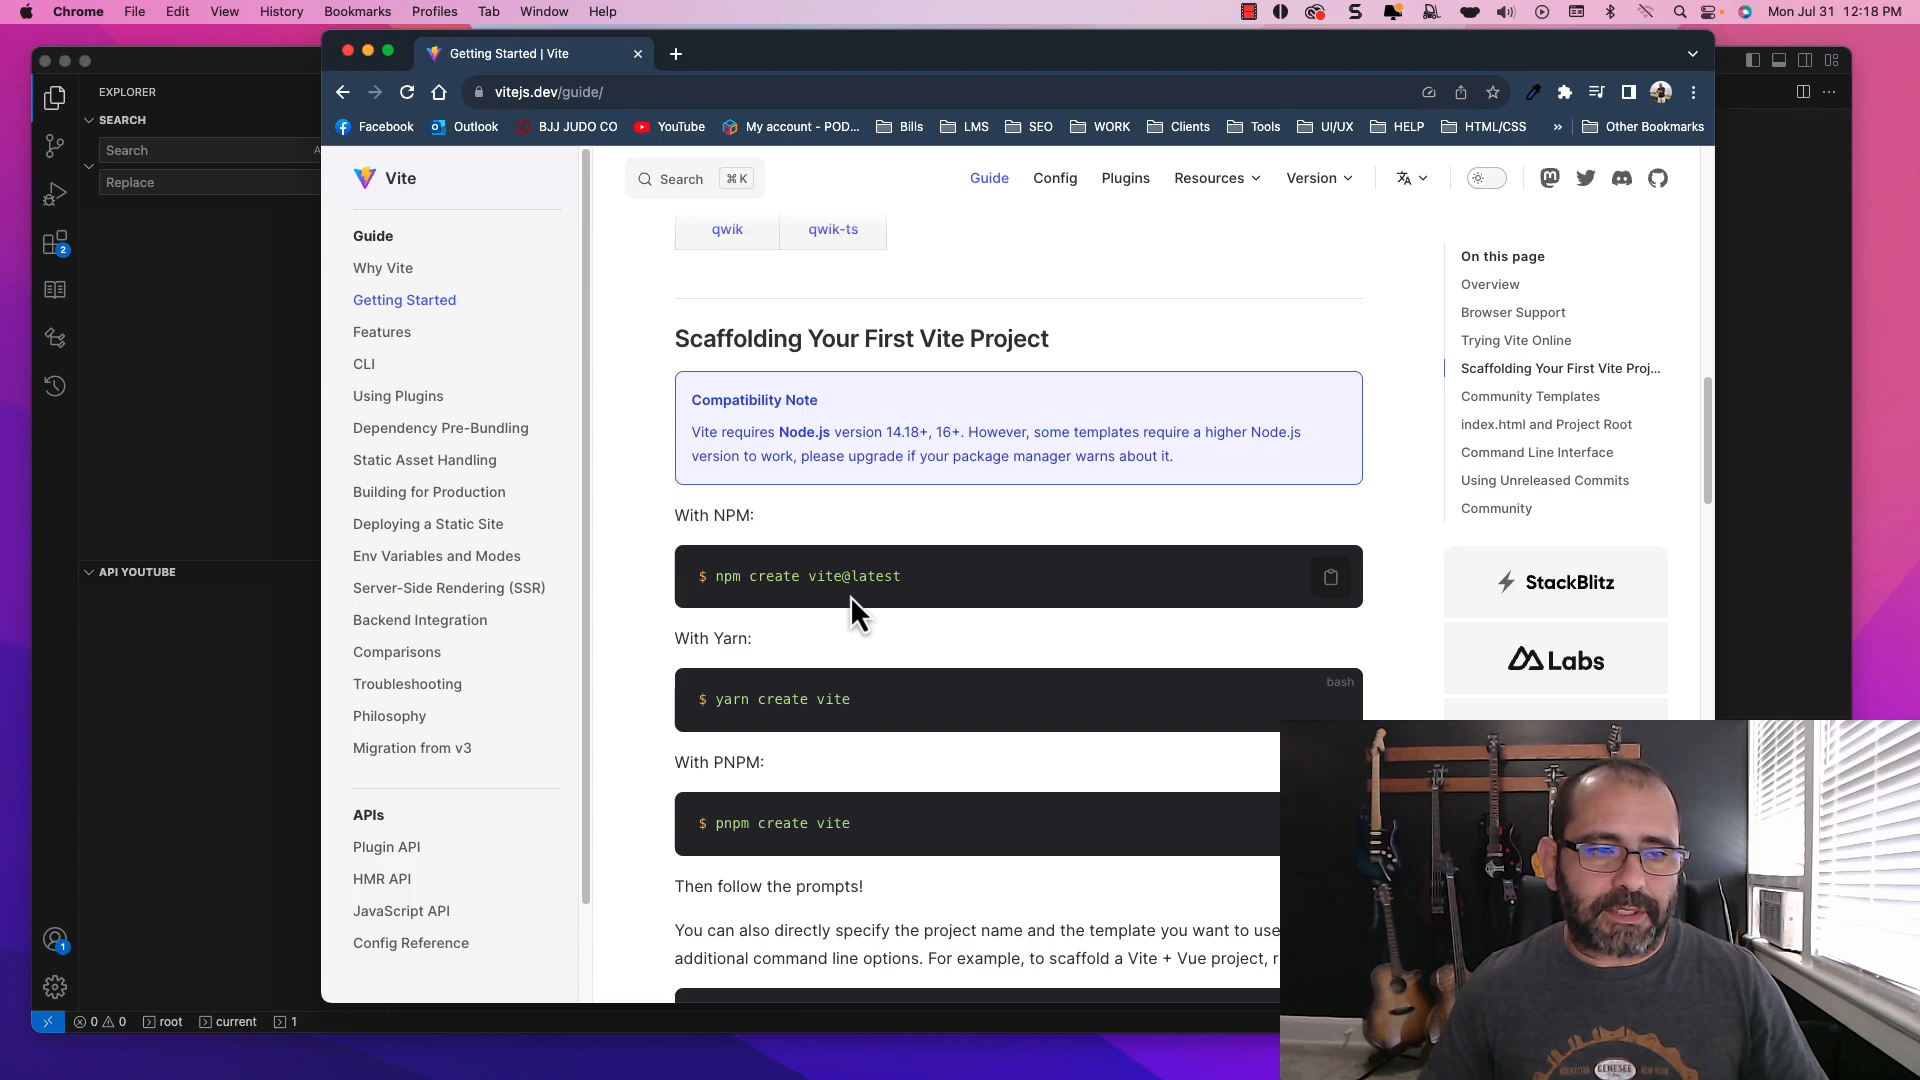 Chrome File Edit View History Bookmarks Profiles Tab Window Help
Mon Jul 31 12:18 PM
EXPLORER
SEARCH
Search
Replace
API YOUTUBE
2
1
0 0 root current 1
Getting Started | Vite
vitejs.dev/guide/
Facebook Outlook BJJ JUDO CO YouTube My account - POD... Bills LMS SEO WORK Clients Tools UI/UX HELP HTML/CSS » Other Bookmarks
Vite
Search ⌘ K
Guide Config Plugins Resources Version
Guide
Why Vite
Getting Started
Features
CLI
Using Plugins
Dependency Pre-Bundling
Static Asset Handling
Building for Production
Deploying a Static Site
Env Variables and Modes
Server-Side Rendering (SSR)
Backend Integration
Comparisons
Troubleshooting
Philosophy
Migration from v3
APIs
Plugin API
HMR API
JavaScript API
Config Reference
qwik qwik-ts
Scaffolding Your First Vite Project
Compatibility Note
Vite requires Node.js version 14.18+, 16+. However, some templates require a higher Node.js
version to work, please upgrade if your package manager warns about it.
With NPM:
$ npm create vite@latest
With Yarn:
bash
$ yarn create vite
With PNPM:
$ pnpm create vite
Then follow the prompts!
You can also directly specify the project name and the template you want to use
additional command line options. For example, to scaffold a Vite + Vue project, r
On this page
Overview
Browser Support
Trying Vite Online
Scaffolding Your First Vite Proj...
Community Templates
index.html and Project Root
Command Line Interface
Using Unreleased Commits
Community
StackBlitz
Labs
GENESEE